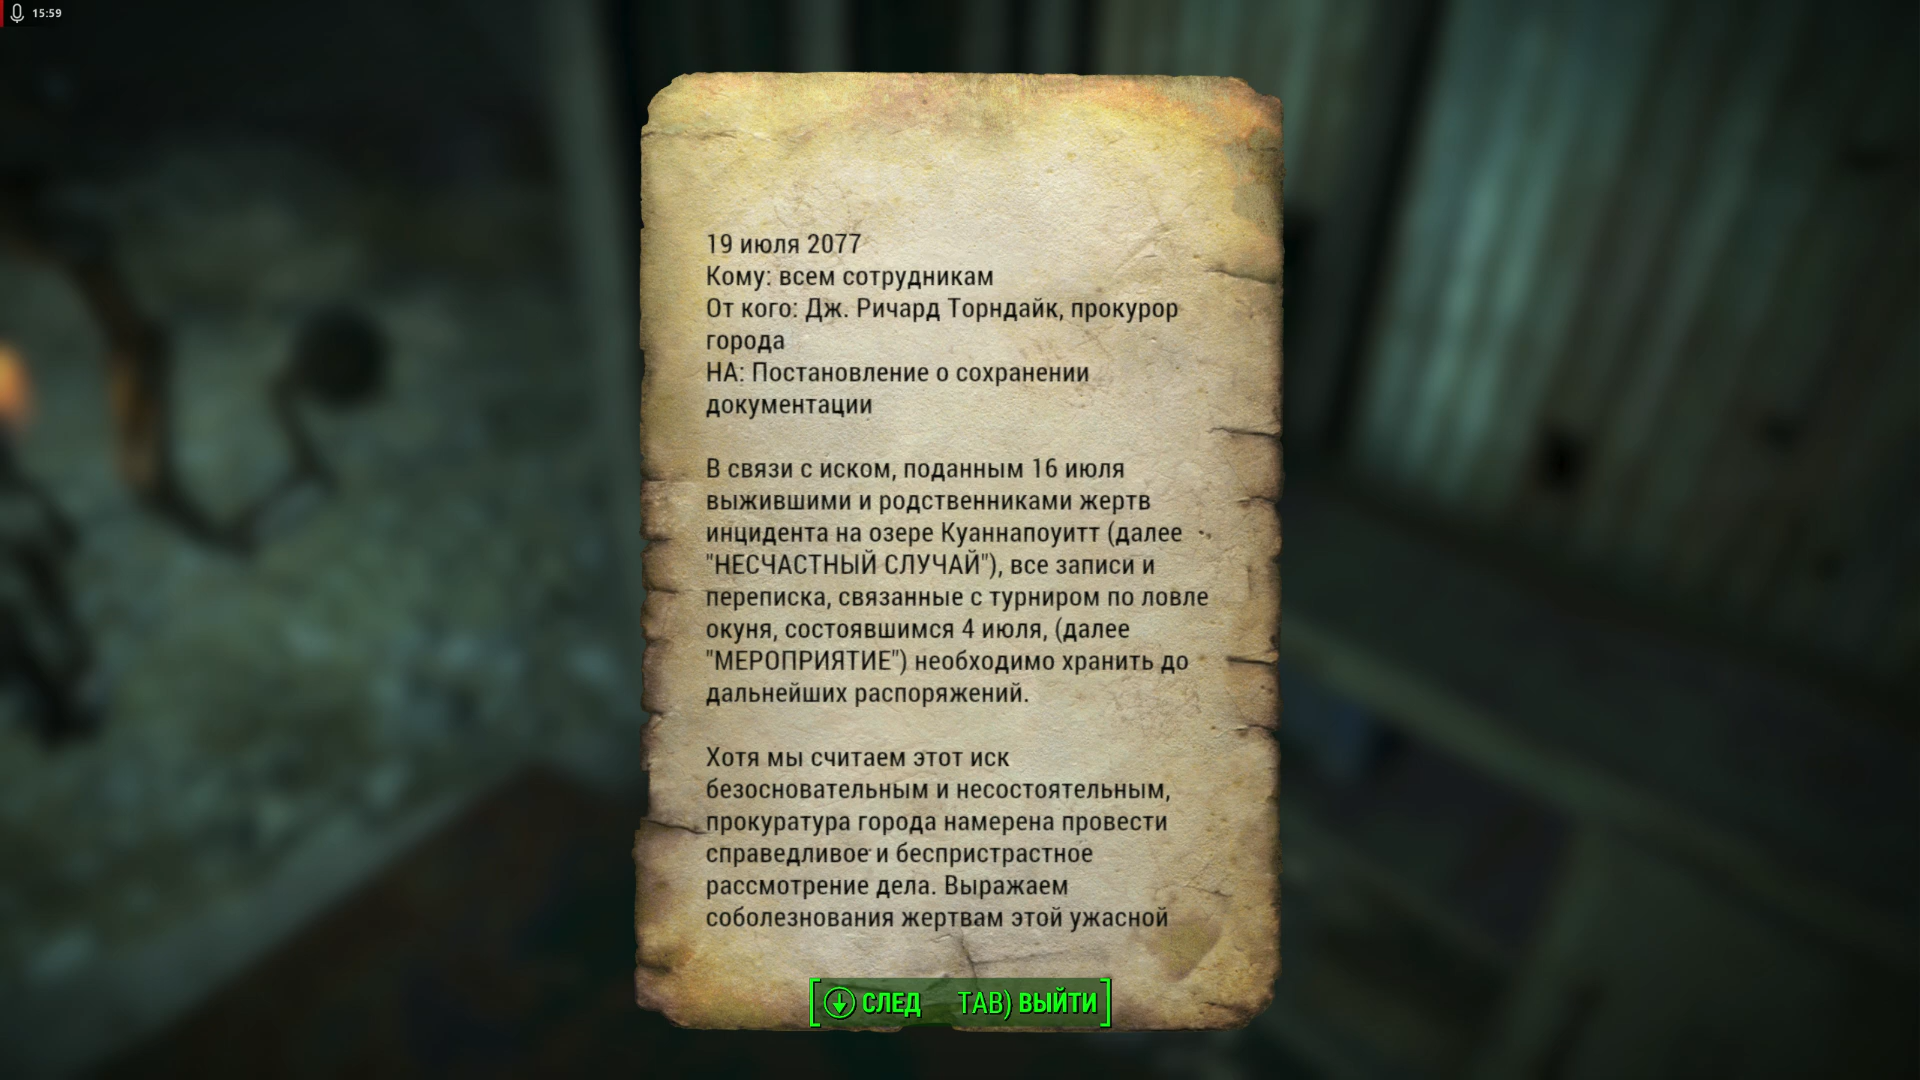 15:59
19 июля 2077
Кому: всем сотрудникам
От кого: Дж. Ричард Торндайк, прокурор
города
НА: Постановление о сохранении
документации
В связи с иском, поданным 16 июля
выжившими и родственниками жертв
инцидента на озере Куаннапоуитт (далее
"НЕСЧАСТНЫЙ СЛУЧАЙ"), все записи и
переписка, связанные с турниром по ловле
окуня, состоявшимся 4 июля, (далее
"МЕРОПРИЯТИЕ") необходимо хранить до
дальнейших распоряжений.
Хотя мы считаем этот иск
безосновательным и несостоятельным,
прокуратура города намерена провести
справедливое и беспристрастное
рассмотрение дела. Выражаем
соболезнования жертвам этой ужасной
СЛЕД TAB) ВЫЙТИ